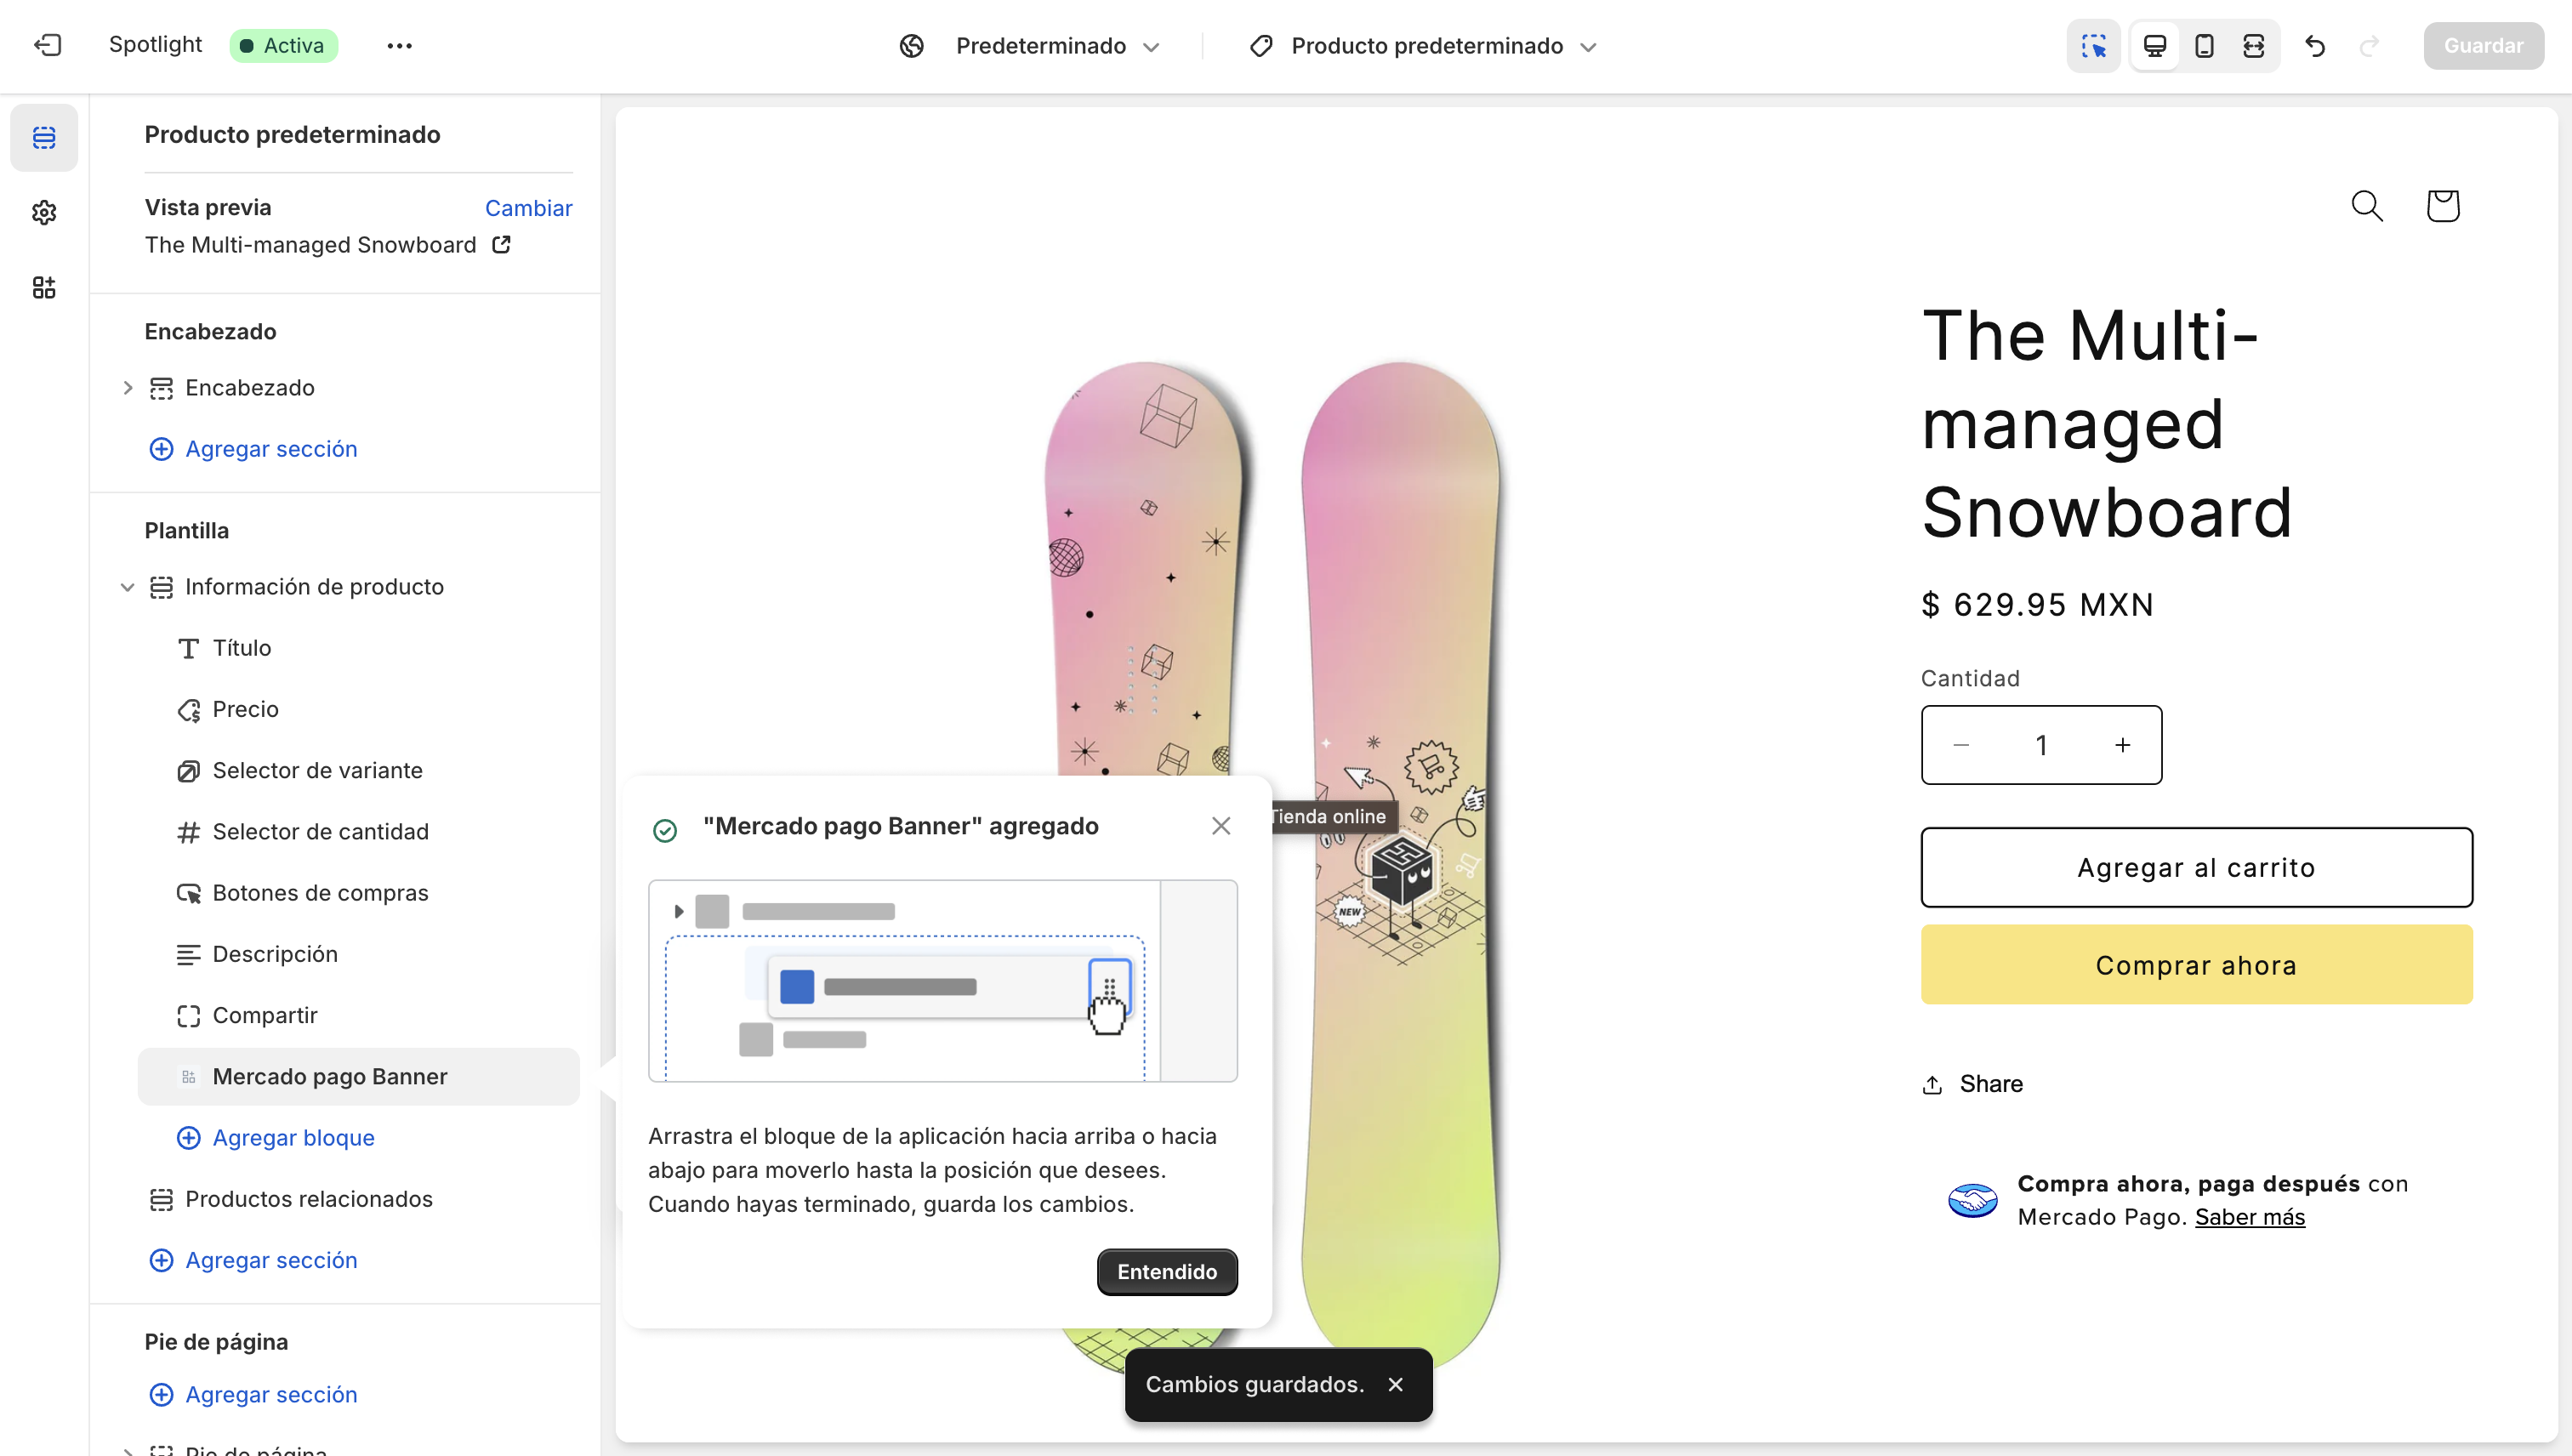 Spotlight
Activa
Predeterminado
Producto predeterminado
Guardar
Producto predeterminado
Vista previa
Cambiar
The Multi-managed Snowboard
Encabezado
Encabezado
Agregar sección
Plantilla
Información de producto
Título
Precio
Selector de variante
Selector de cantidad
Botones de compras
Descripción
Compartir
Mercado pago Banner
Agregar bloque
Productos relacionados
Agregar sección
Pie de página
Agregar sección
Pie de página
"Mercado pago Banner" agregado
Arrastra el bloque de la aplicación hacia arriba o hacia
abajo para moverlo hasta la posición que desees.
Cuando hayas terminado, guarda los cambios.
Entendido
Tienda online
NEW
Cambios guardados.
The Multi-
managed
Snowboard
$ 629.95 MXN
Cantidad
1
Agregar al carrito
Comprar ahora
Share
Compra ahora, paga después con
Mercado Pago. Saber más